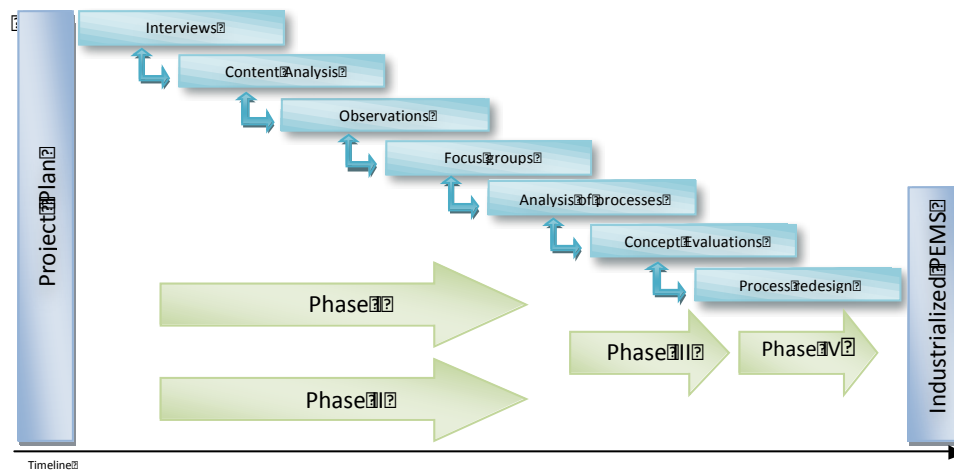 Interviews
Content Analysis
Observations
Focus groups
Analysis of processes
Concept Evaluations
Process redesign
Project Plan
Phase I
Phase II
Phase III
Phase IV
Industrialized PEMS
Timeline